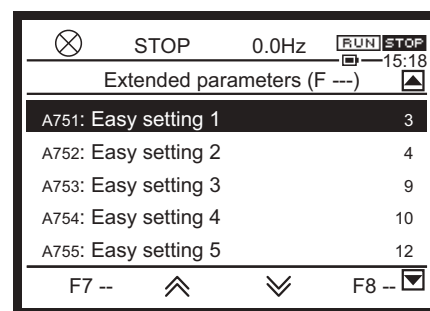 STOP 0.0Hz RUN STOP
15:18
Extended parameters (F ---)
A751: Easy setting 1 3
A752: Easy setting 2 4
A753: Easy setting 3 9
A754: Easy setting 4 10
A755: Easy setting 5 12
F7 -- F8 --